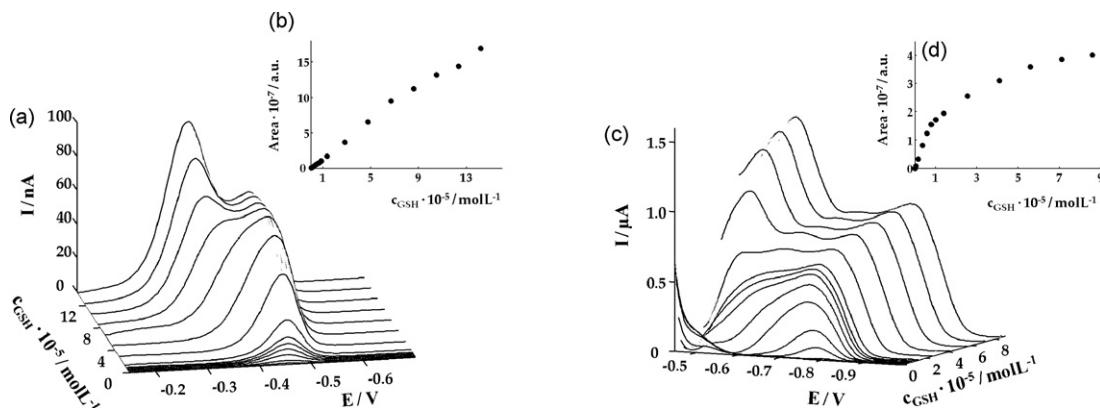 (a)
100
80
60
40
20
0
I / nA
12
8
4
0
c_GSH · 10⁻⁵ / molL⁻¹
-0.2
-0.3
-0.4
-0.5
-0.6
E / V
(b)
15
10
5
0
Area · 10⁻⁷ / a.u.
1 5 9 13
c_GSH · 10⁻⁵ / molL⁻¹
(c)
1.5
1.0
0.5
0
I / µA
-0.5
-0.6
-0.7
-0.8
-0.9
E / V
0
2
4
6
8
c_GSH · 10⁻⁵ / molL⁻¹
(d)
4
3
2
1
0
Area · 10⁻⁷ / a.u.
1 3 5 7 9
c_GSH · 10⁻⁵ / molL⁻¹